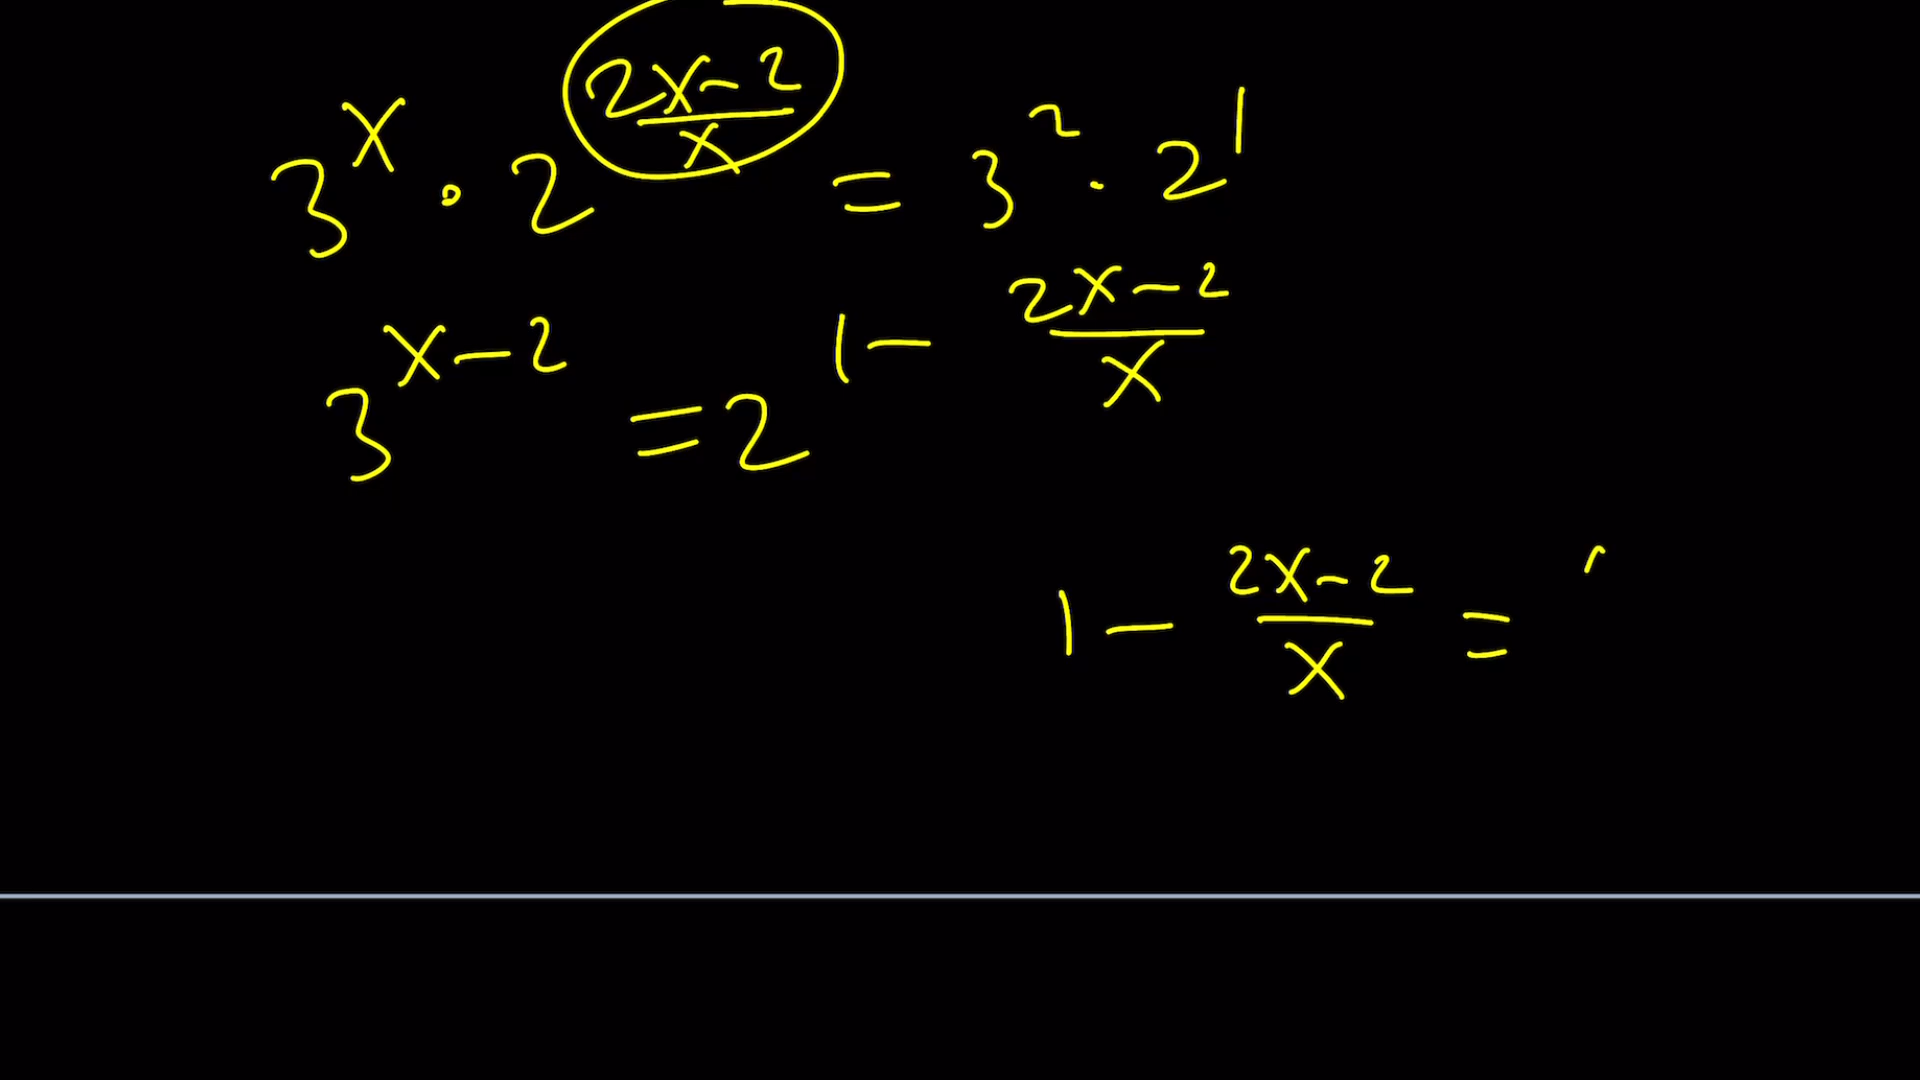 3^x · 2^((2x-2)/x) = 3^2 · 2^1
3^(x-2) = 2^(1 - (2x-2)/x)
1 - (2x-2)/x =